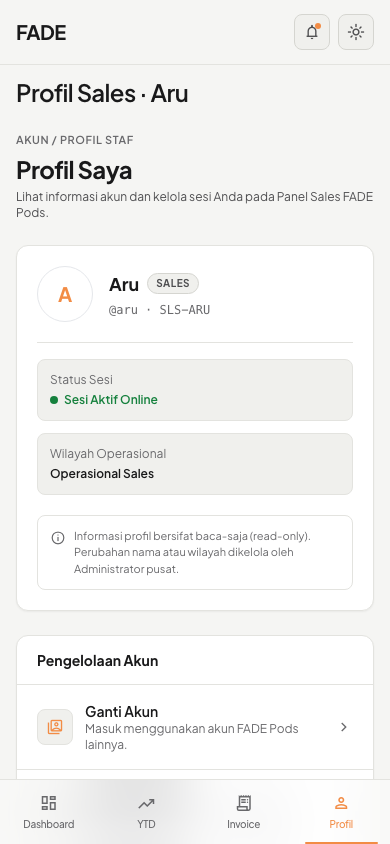 FADE
Profil Sales · Aru
AKUN / PROFIL STAF
Profil Saya
Lihat informasi akun dan kelola sesi Anda pada Panel Sales FADE
Pods.
A
Aru
SALES
@aru · SLS-ARU
Status Sesi
Sesi Aktif Online
Wilayah Operasional
Operasional Sales
Informasi profil bersifat baca-saja (read-only).
Perubahan nama atau wilayah dikelola oleh
Administrator pusat.
Pengelolaan Akun
Ganti Akun
Masuk menggunakan akun FADE Pods
lainnya.
Dashboard
YTD
Invoice
Profil